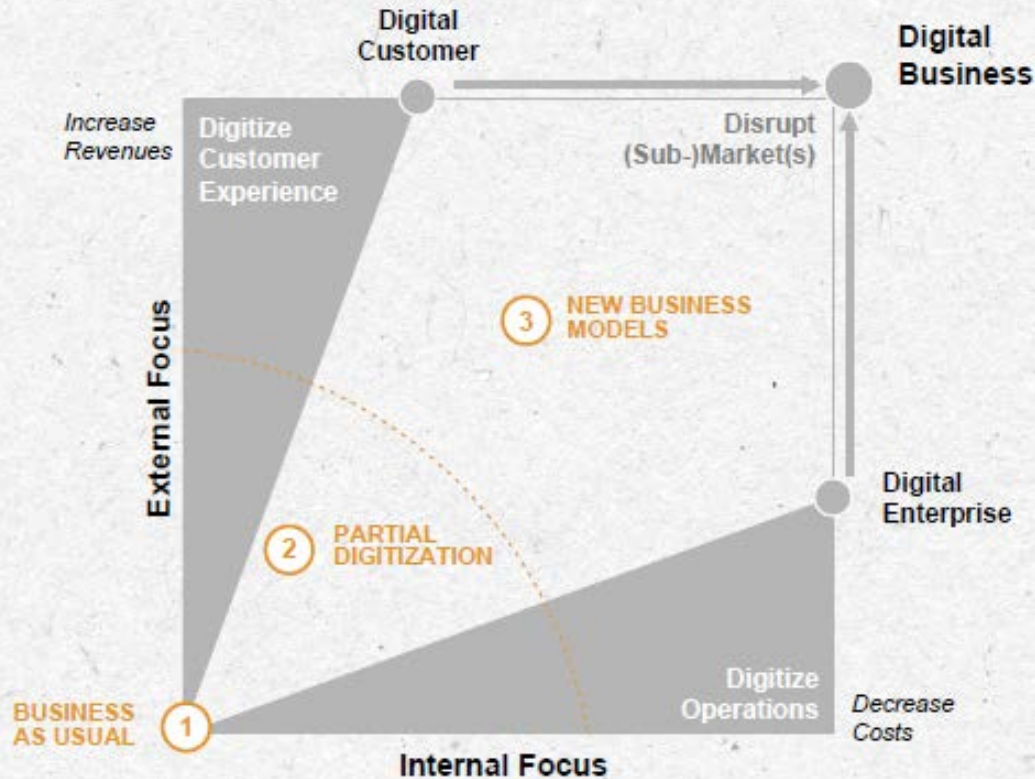 Digital
Customer
Digital
Business
Increase
Revenues
Digitize
Customer
Experience
Disrupt
(Sub-)Market(s)
3
NEW BUSINESS
MODELS
External Focus
2
PARTIAL
DIGITIZATION
Digital
Enterprise
BUSINESS
AS USUAL
1
Digitize
Operations
Decrease
Costs
Internal Focus